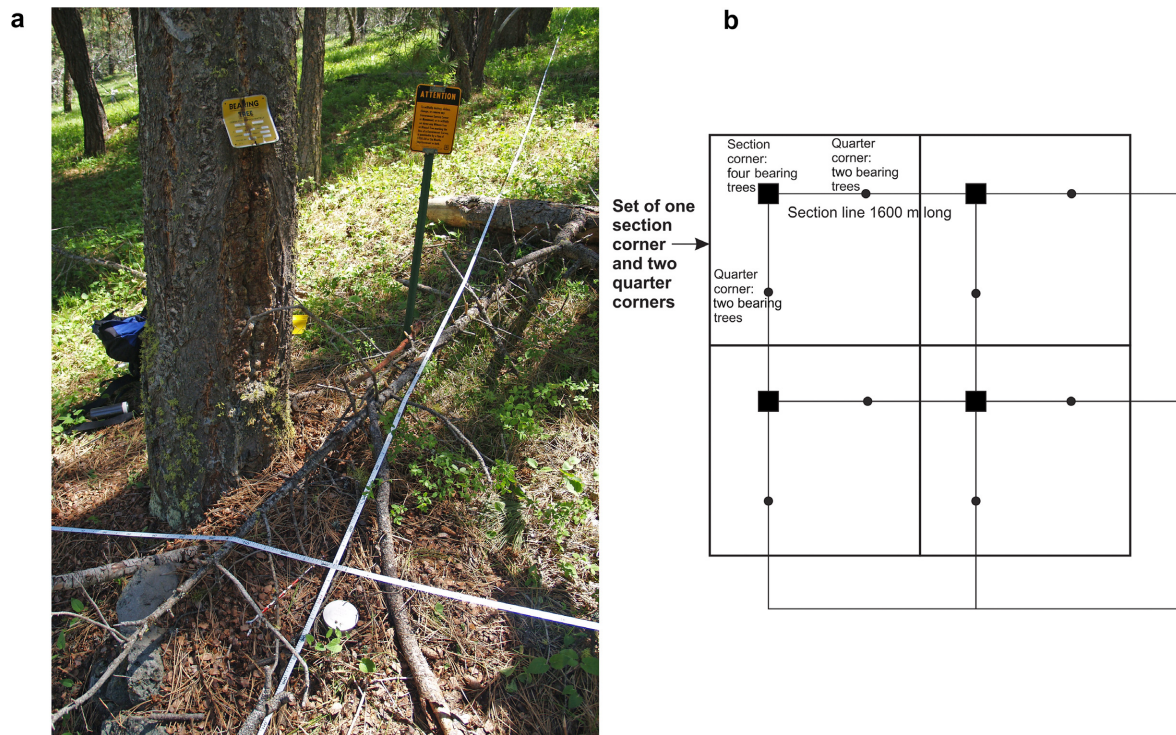 a
BEARING
TREE
ATTENTION
b
Section
corner:
four bearing
trees
Quarter
corner:
two bearing
trees
Section line 1600 m long
Set of one
section
corner
and two
quarter
corners
Quarter
corner:
two bearing
trees